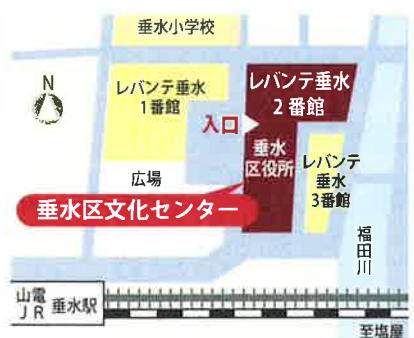 垂水小学校
N
レバンテ垂水
1番館
レバンテ垂水
2番館
入口
垂水
区役所
レバンテ
垂水
3番館
広場
垂水区文化センター
福田川
山電
JR
垂水駅
至塩屋